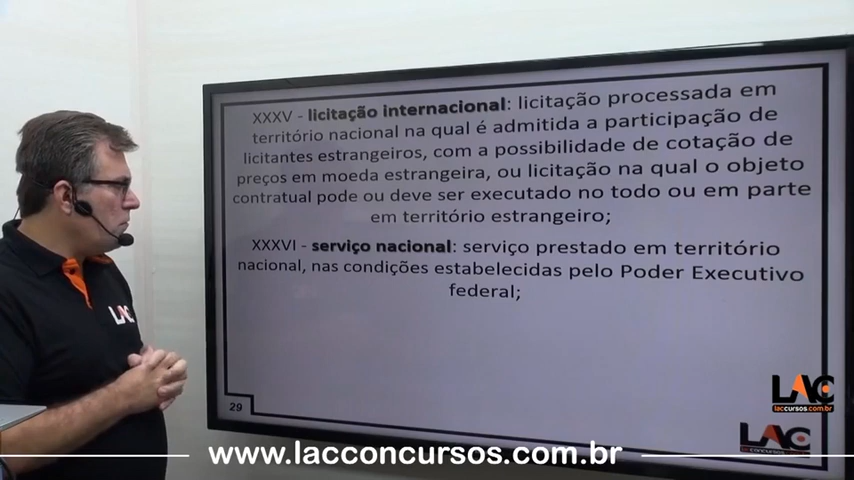 XXXV - licitação internacional: licitação processada em
território nacional na qual é admitida a participação de
licitantes estrangeiros, com a possibilidade de cotação de
preços em moeda estrangeira, ou licitação na qual o objeto
contratual pode ou deve ser executado no todo ou em parte
em território estrangeiro;
XXXVI - serviço nacional: serviço prestado em território
nacional, nas condições estabelecidas pelo Poder Executivo
federal;
LAC
29
LAC
laccursos.com.br
LAC
www.lacconcursos.com.br